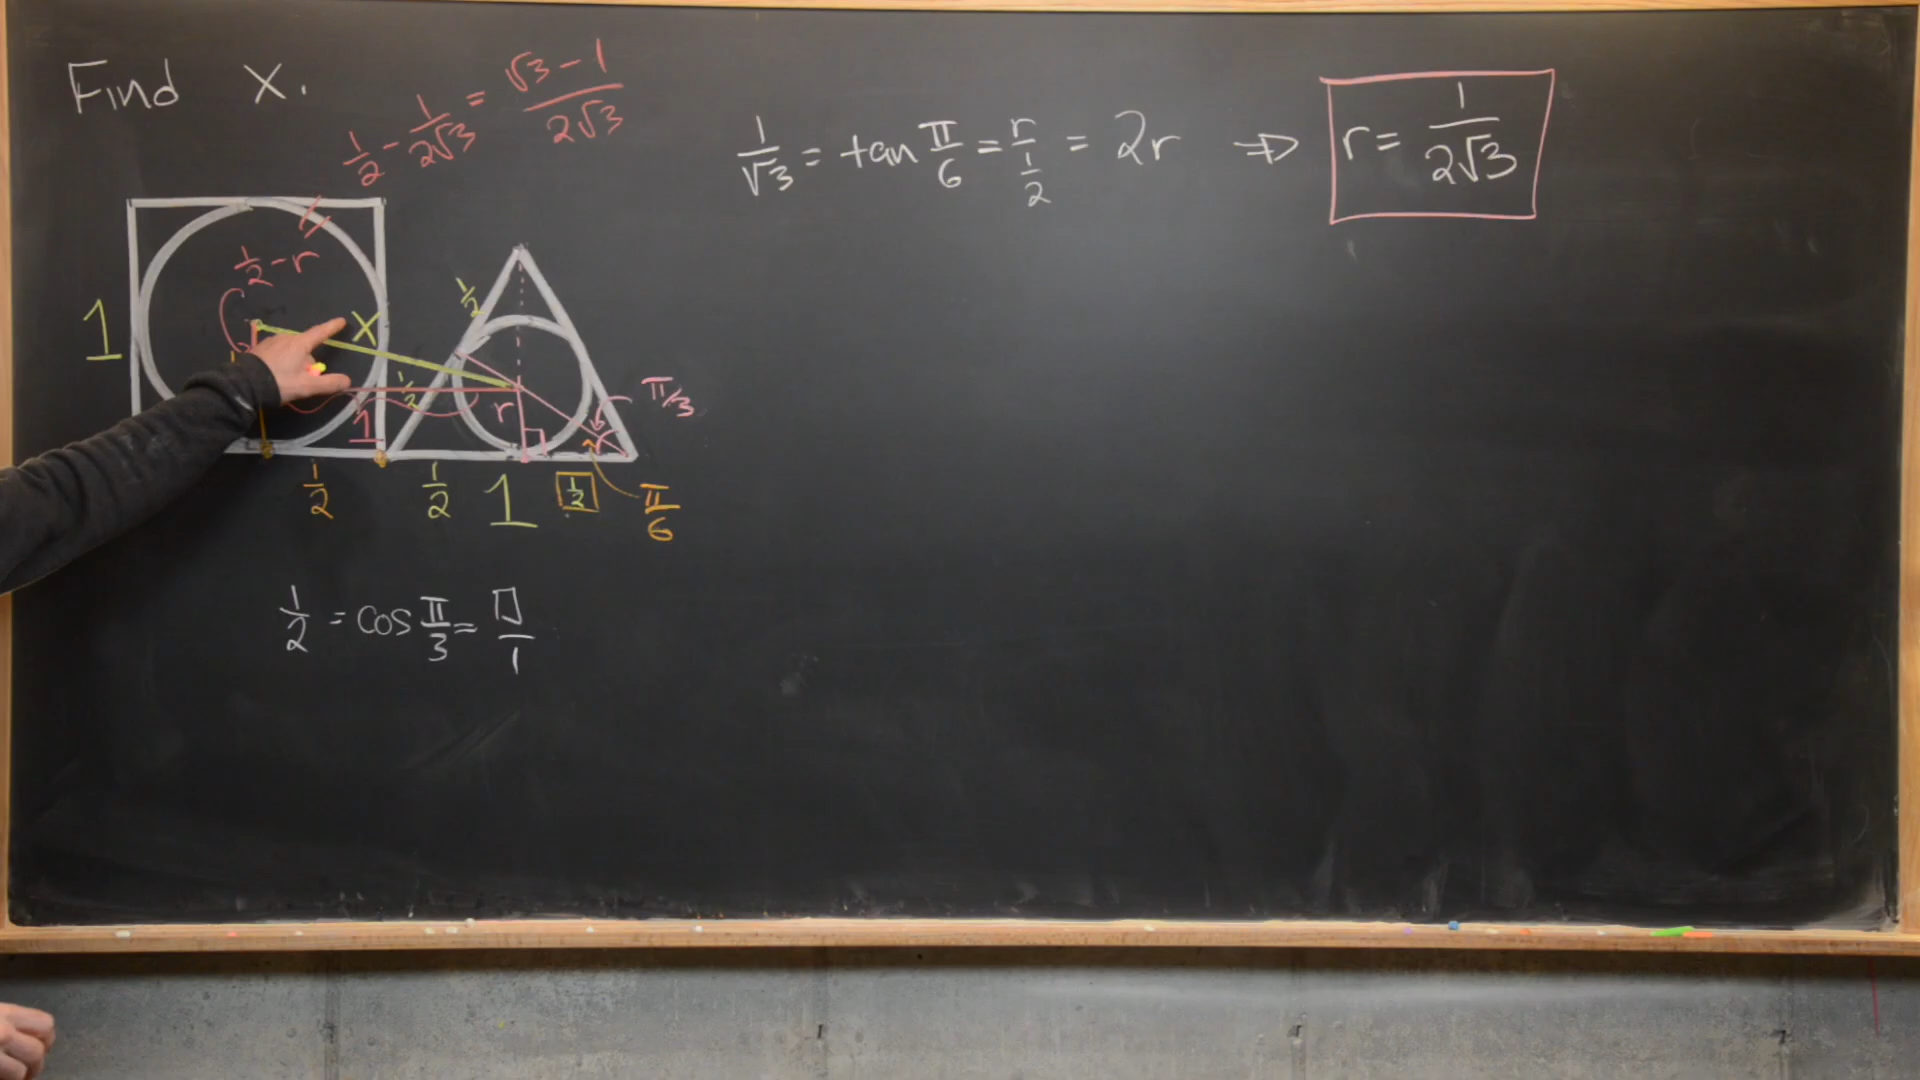 Find x.
1/2 - 1/(2√3) = (√3 - 1)/(2√3)
1/√3 = tan π/6 = r/(1/2) = 2r ⇒ r = 1/(2√3)
1/2 - r
1/2
1
x
1/2
π/3
1
r
1/2
1/2
1
1/2
π/6
1/2 = cos π/3 = □/1